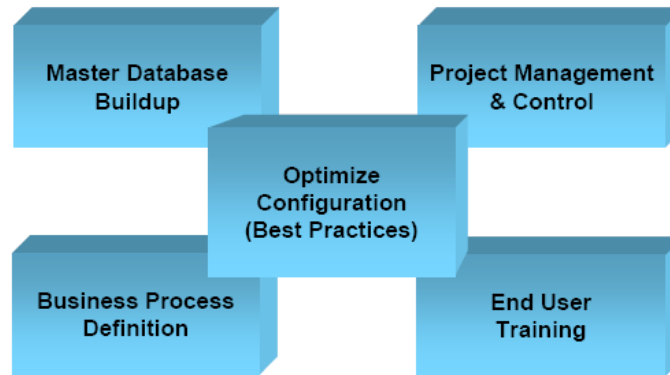 Master Database
Buildup
Project Management
& Control
Optimize
Configuration
(Best Practices)
Business Process
Definition
End User
Training